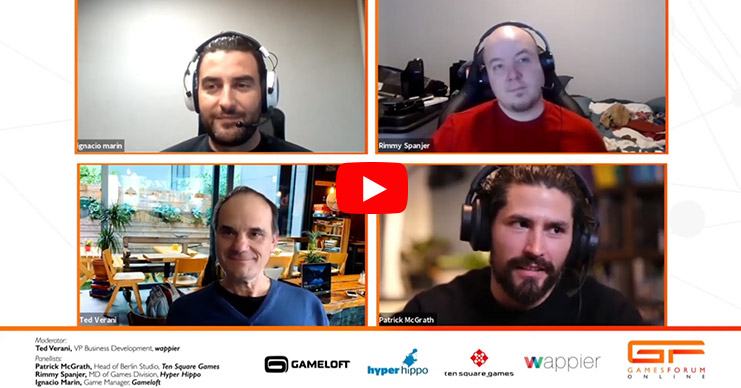 Ignacio marin
Rimmy Spanjer
Ted Verani
Patrick McGrath
Moderator:
Ted Verani, VP Business Development, wappier
Panellists:
Patrick McGrath, Head of Berlin Studio, Ten Square Games
Rimmy Spanjer, MD of Games Division, Hyper Hippo
Ignacio Marin, Game Manager, Gameloft
GAMELOFT
hyper hippo
ten square games
wappier
GF
GAMESFORUM
ONLINE